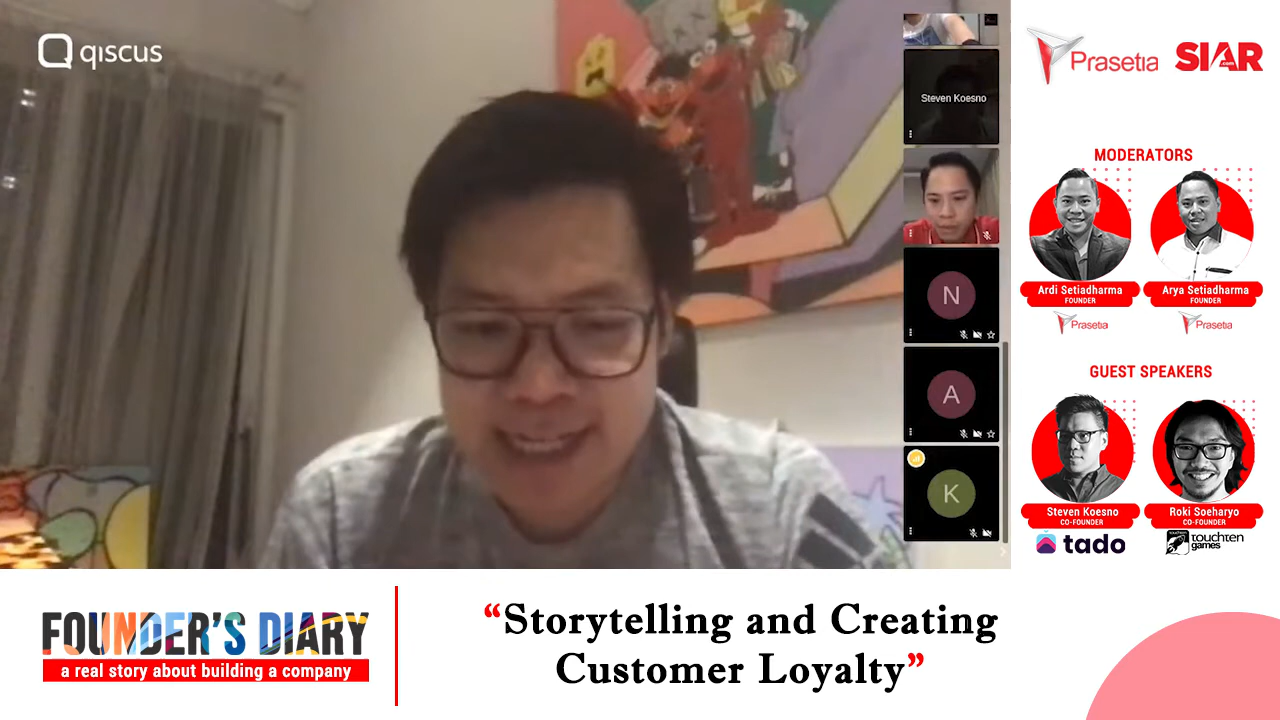 qiscus
Steven Koesno
N
A
K
Prasetia
SIAR
.com
MODERATORS
Ardi Setiadharma
FOUNDER
Prasetia
Arya Setiadharma
FOUNDER
Prasetia
GUEST SPEAKERS
Steven Koesno
CO-FOUNDER
tado
Roki Soeharyo
CO-FOUNDER
touchten
games
FOUNDER'S DIARY
a real story about building a company
“Storytelling and Creating
Customer Loyalty”